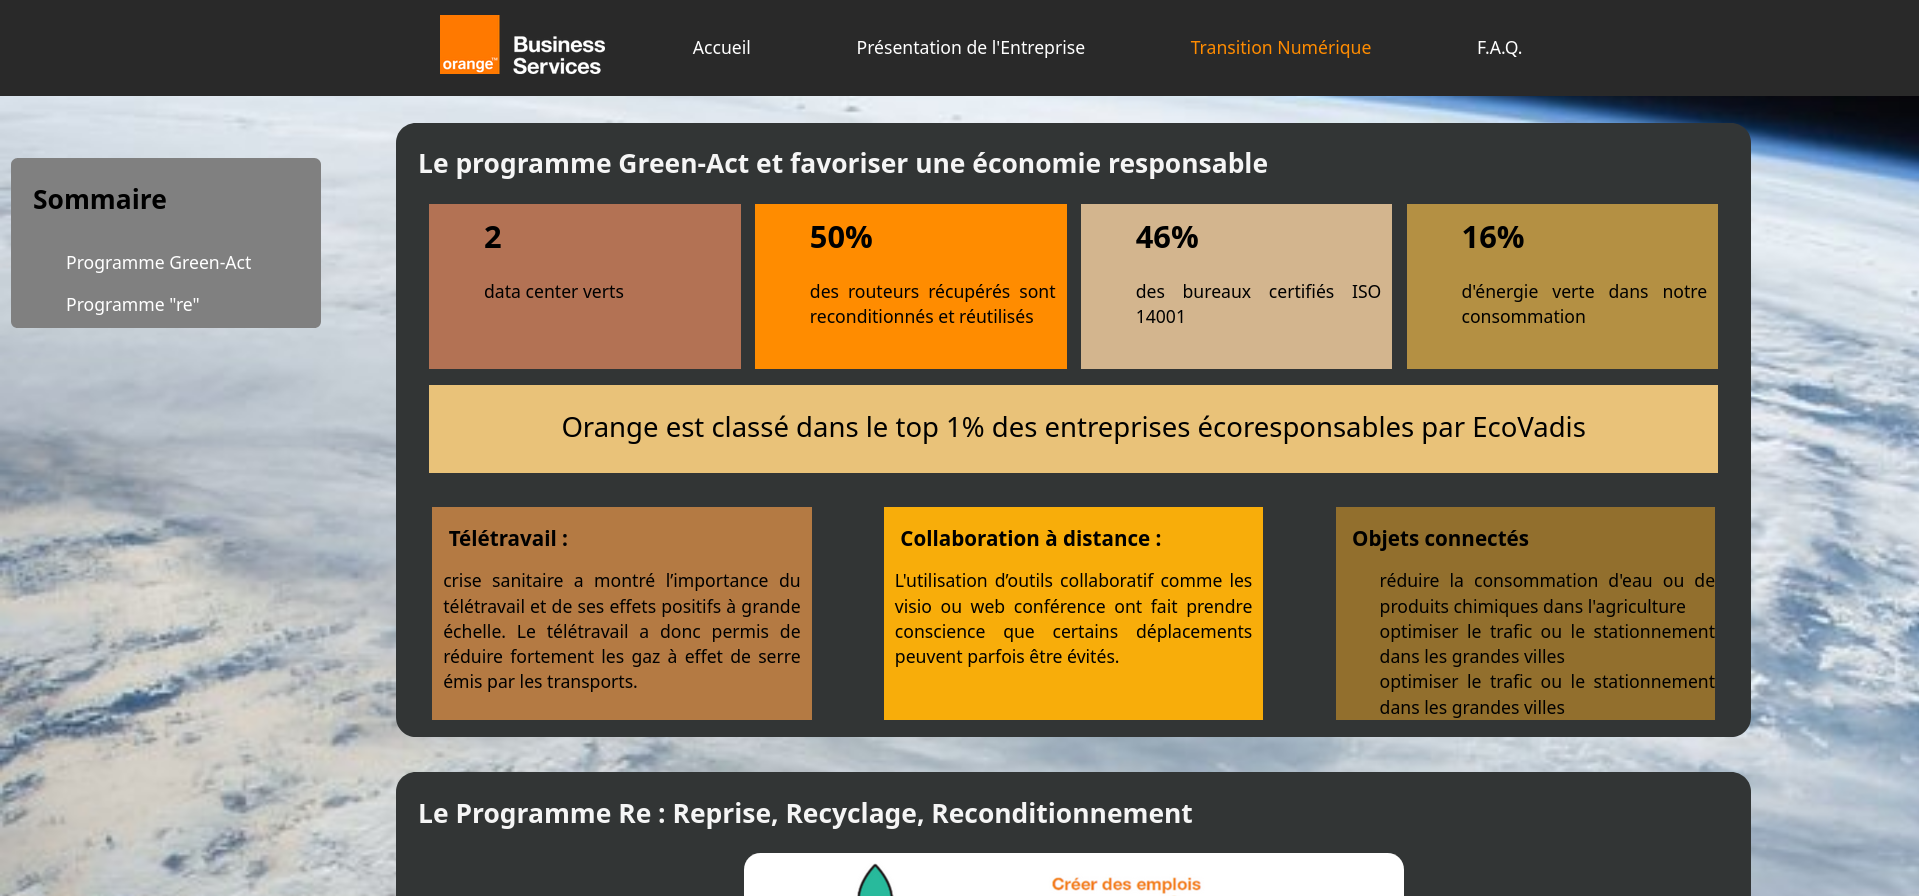 orange™
Business
Services
Accueil
Présentation de l'Entreprise
Transition Numérique
F.A.Q.
Sommaire
Programme Green-Act
Programme "re"
Le programme Green-Act et favoriser une économie responsable
2
data center verts
50%
des routeurs récupérés sont
reconditionnés et réutilisés
46%
des bureaux certifiés ISO
14001
16%
d'énergie verte dans notre
consommation
Orange est classé dans le top 1% des entreprises écoresponsables par EcoVadis
Télétravail :
crise sanitaire a montré l’importance du
télétravail et de ses effets positifs à grande
échelle. Le télétravail a donc permis de
réduire fortement les gaz à effet de serre
émis par les transports.
Collaboration à distance :
L'utilisation d’outils collaboratif comme les
visio ou web conférence ont fait prendre
conscience que certains déplacements
peuvent parfois être évités.
Objets connectés
réduire la consommation d'eau ou de
produits chimiques dans l'agriculture
optimiser le trafic ou le stationnement
dans les grandes villes
optimiser le trafic ou le stationnement
dans les grandes villes
Le Programme Re : Reprise, Recyclage, Reconditionnement
Créer des emplois